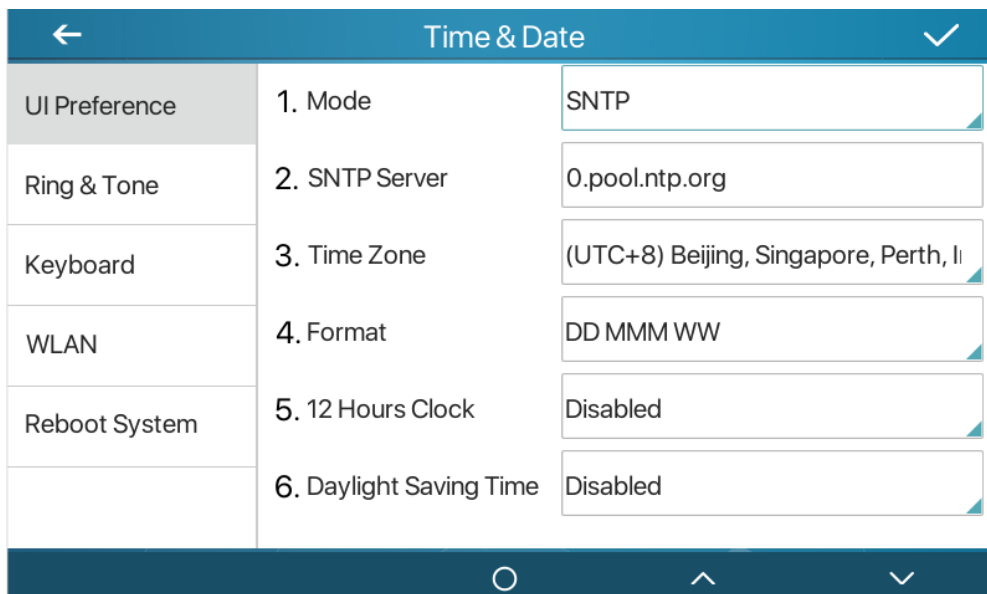 Time & Date
UI Preference
Ring & Tone
Keyboard
WLAN
Reboot System
1. Mode SNTP
2. SNTP Server 0.pool.ntp.org
3. Time Zone (UTC+8) Beijing, Singapore, Perth,
4. Format DD MMM WW
5. 12 Hours Clock Disabled
6. Daylight Saving Time Disabled